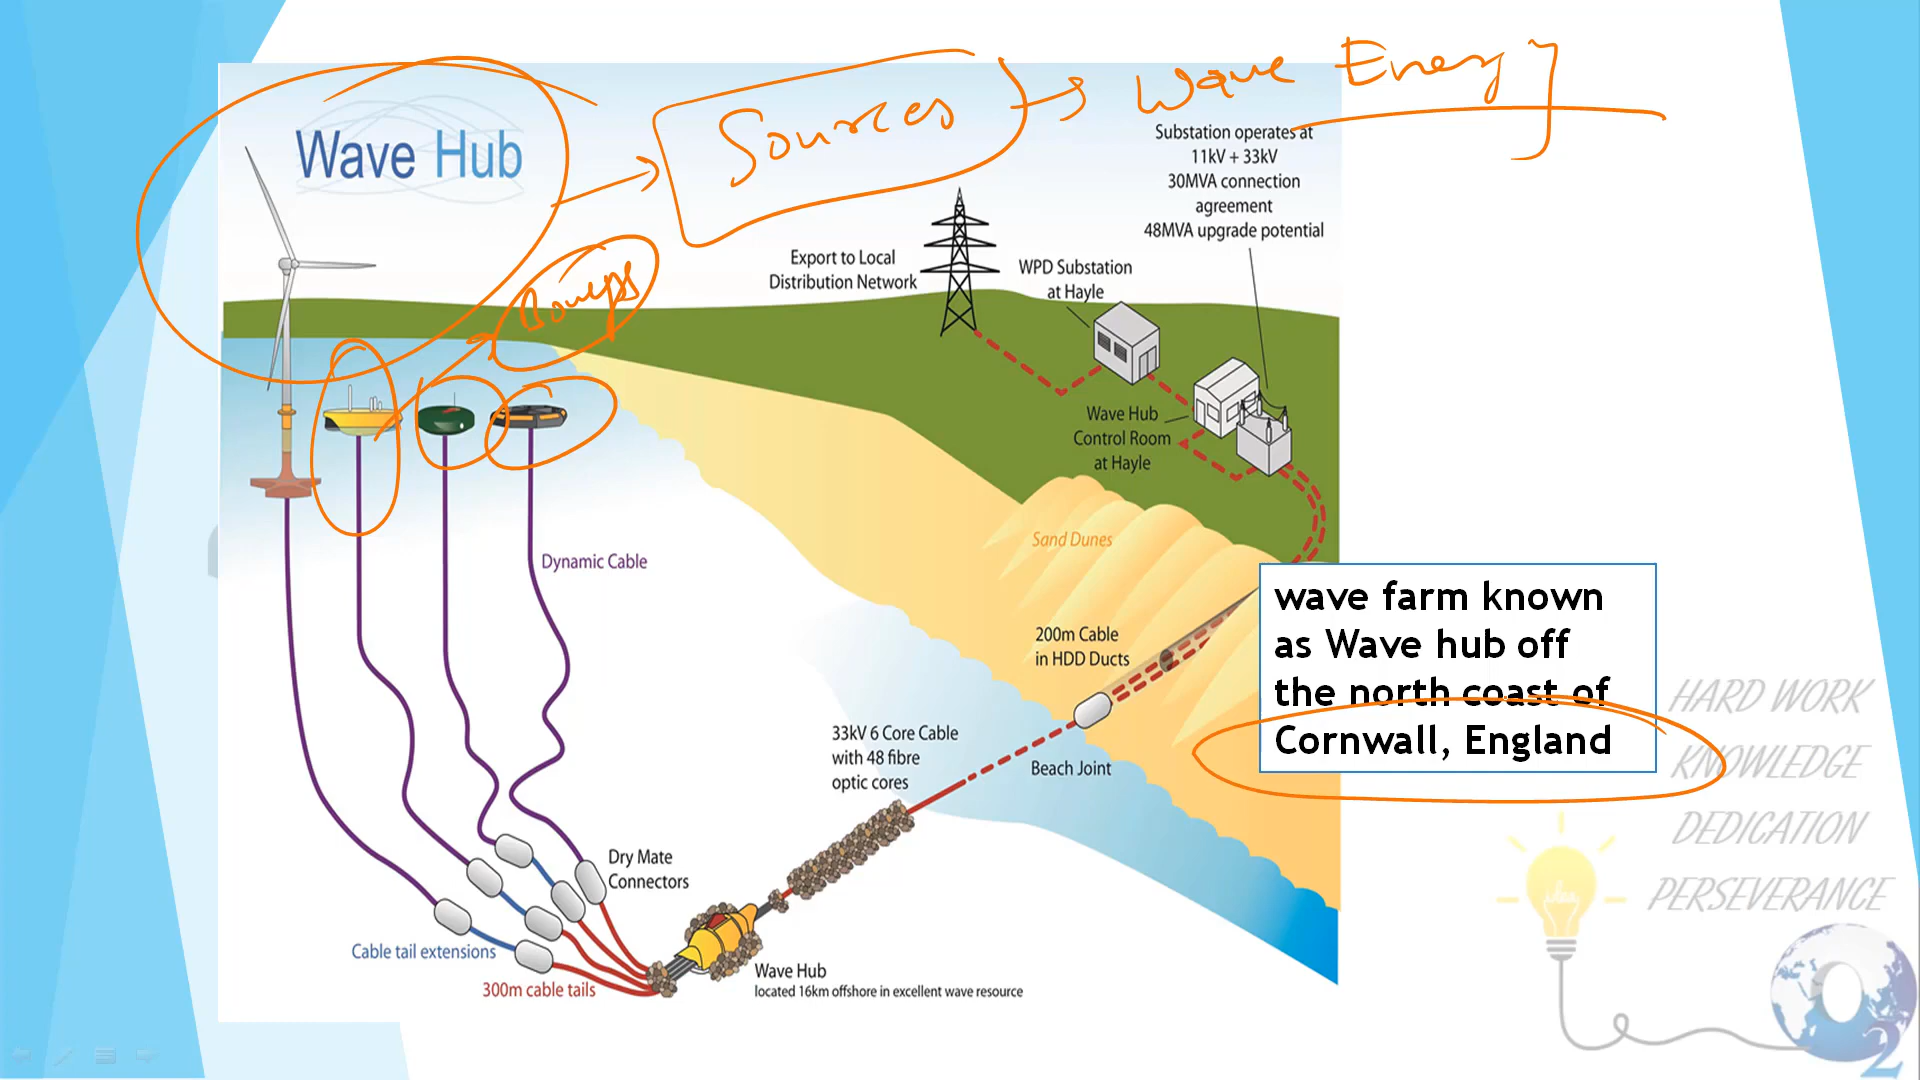 Wave Energy
Sources
Wave Hub
Substation operates at
11kV + 33kV
30MVA connection
agreement
48MVA upgrade potential
Export to Local
Distribution Network
WPD Substation
at Hayle
Wave Hub
Control Room
at Hayle
Sand Dunes
Dynamic Cable
200m Cable
in HDD Ducts
wave farm known
as Wave hub off
the north coast of
Cornwall, England
33kV 6 Core Cable
with 48 fibre
optic cores
Beach Joint
Dry Mate
Connectors
Cable tail extensions
300m cable tails
Wave Hub
located 16km offshore in excellent wave resource
HARD WORK
KNOWLEDGE
DEDICATION
PERSEVERANCE
idea
O2